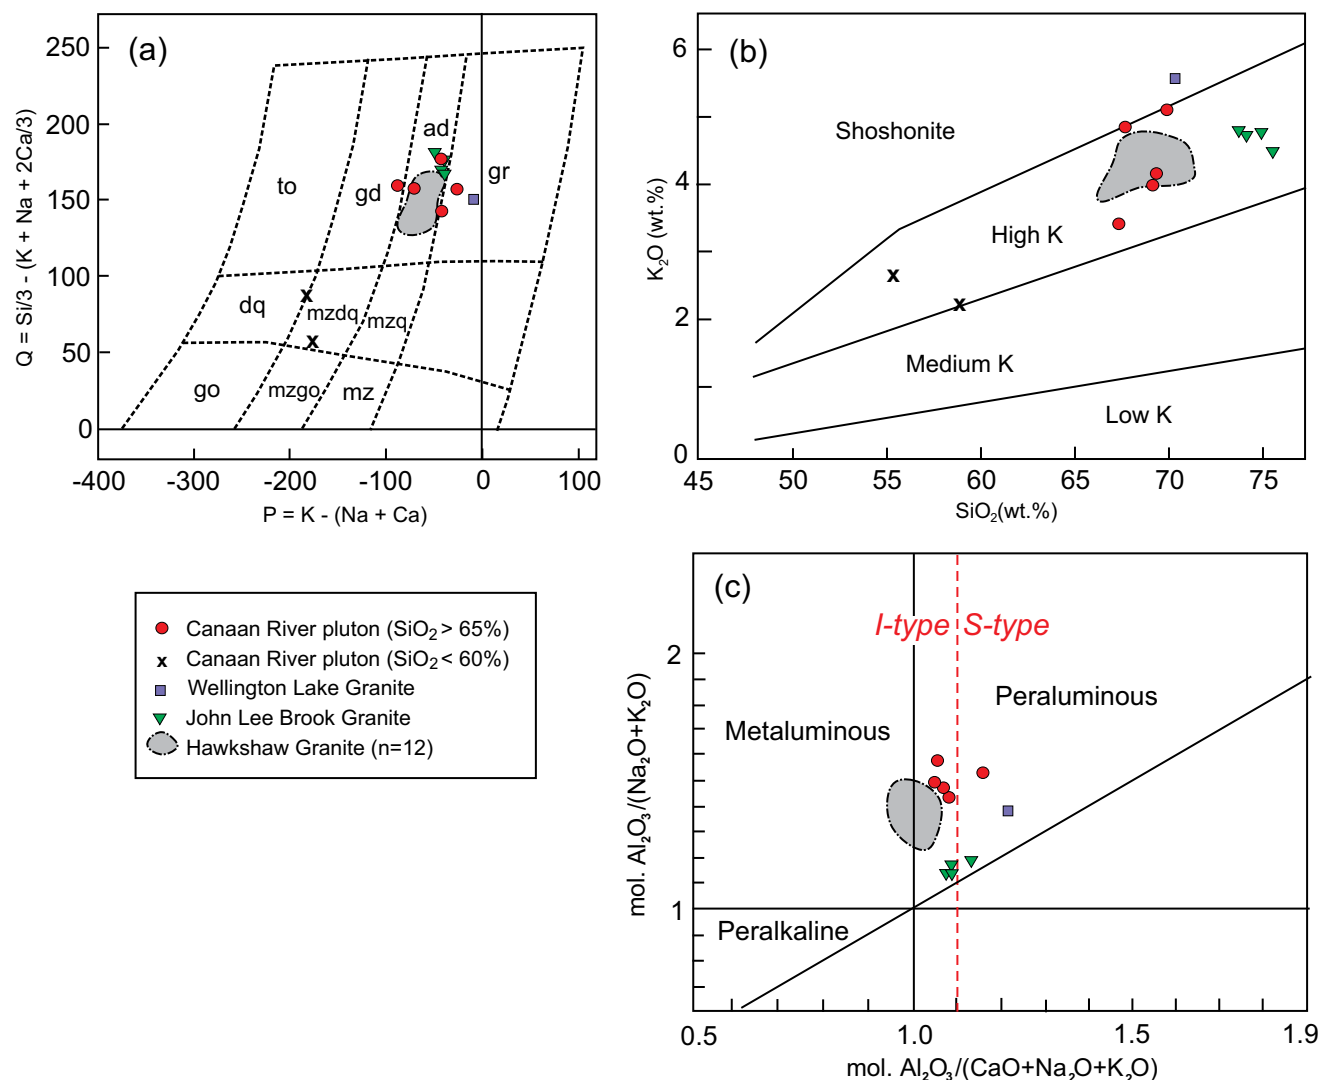 (a)
250
200
150
100
50
0
Q = Si/3 - (K + Na + 2Ca/3)
to
gd
ad
gr
dq
mzdq
mzq
go
mzgo
mz
x
x
-400
-300
-200
-100
0
100
P = K - (Na + Ca)
(b)
6
4
2
0
K₂O (wt.%)
Shoshonite
High K
Medium K
Low K
x
x
45
50
55
60
65
70
75
SiO₂(wt.%)
Canaan River pluton (SiO₂ > 65%)
x Canaan River pluton (SiO₂ < 60%)
Wellington Lake Granite
John Lee Brook Granite
Hawkshaw Granite (n=12)
(c)
I-type S-type
2
1
mol. Al₂O₃/(Na₂O+K₂O)
Peraluminous
Metaluminous
Peralkaline
0.5
1.0
1.5
1.9
mol. Al₂O₃/(CaO+Na₂O+K₂O)